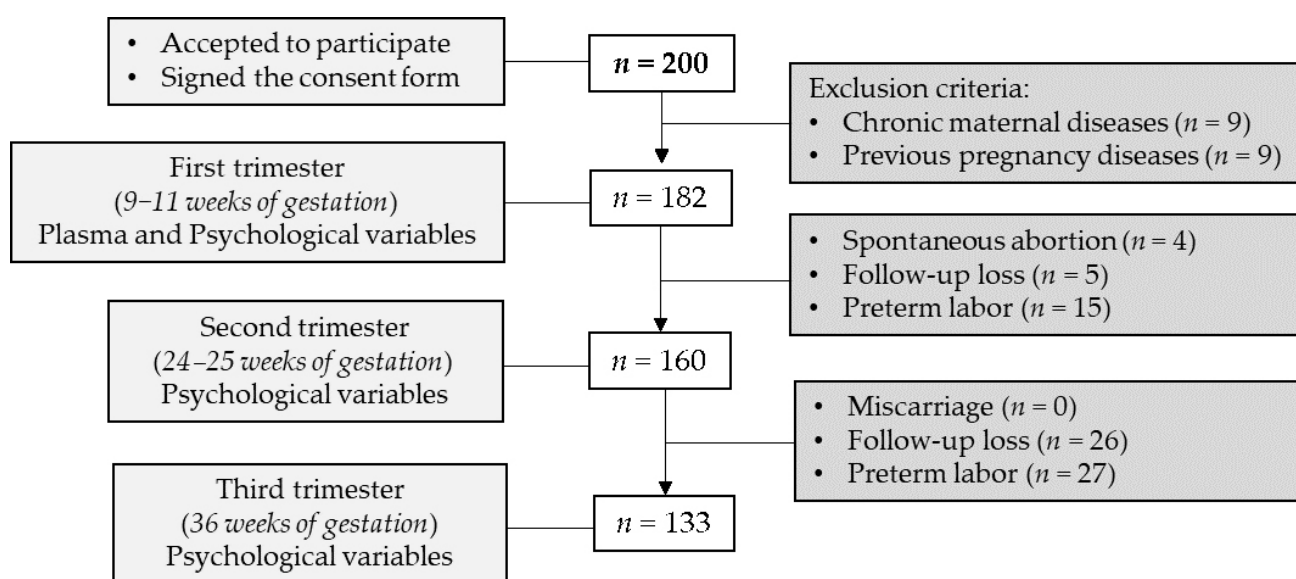 • Accepted to participate
• Signed the consent form
n = 200
Exclusion criteria:
• Chronic maternal diseases (n = 9)
• Previous pregnancy diseases (n = 9)
First trimester
(9–11 weeks of gestation)
Plasma and Psychological variables
n = 182
• Spontaneous abortion (n = 4)
• Follow-up loss (n = 5)
• Preterm labor (n = 15)
Second trimester
(24–25 weeks of gestation)
Psychological variables
n = 160
• Miscarriage (n = 0)
• Follow-up loss (n = 26)
• Preterm labor (n = 27)
Third trimester
(36 weeks of gestation)
Psychological variables
n = 133